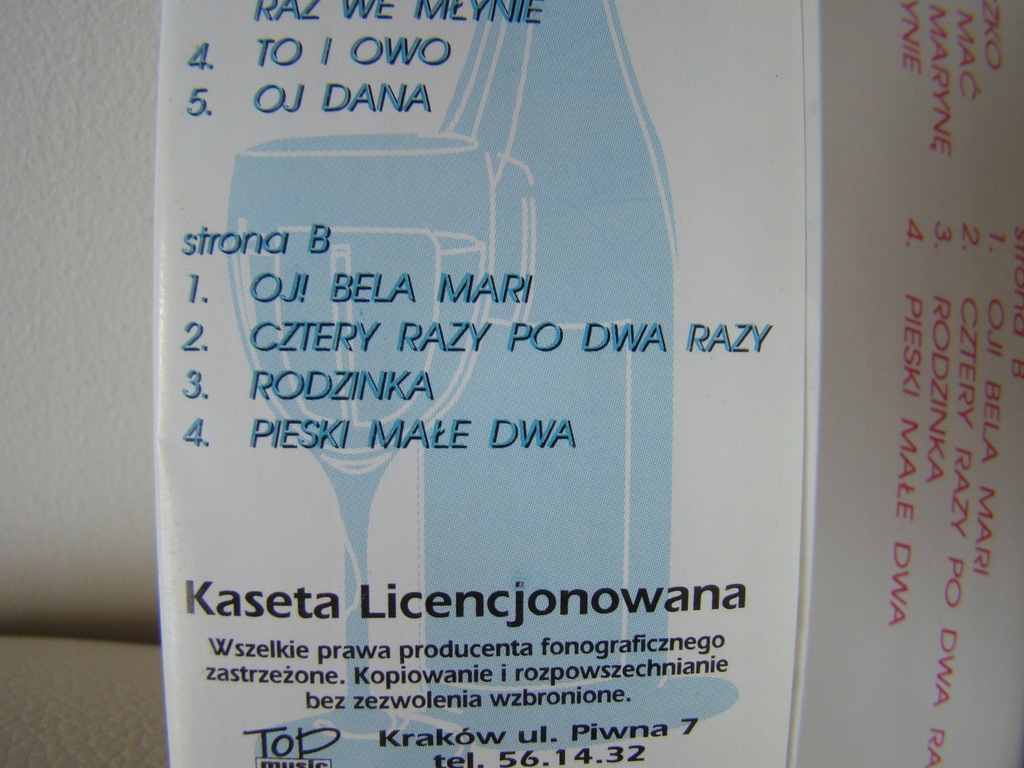 RAZ WE MŁYNIE
4. TO I OWO
5. OJ DANA
strona B
1. OJ! BELA MARI
2. CZTERY RAZY PO DWA RAZY
3. RODZINKA
4. PIESKI MAŁE DWA
Kaseta Licencjonowana
Wszelkie prawa producenta fonograficznego
zastrzeżone. Kopiowanie i rozpowszechnianie
bez zezwolenia wzbronione.
TOP music
Kraków ul. Piwna 7
tel. 56.14.32
MAĆ
MARYNĘ
strona B
1. OJ! BELA MARI
2. CZTERY RAZY PO DWA
3. RODZINKA
4. PIESKI MAŁE DWA